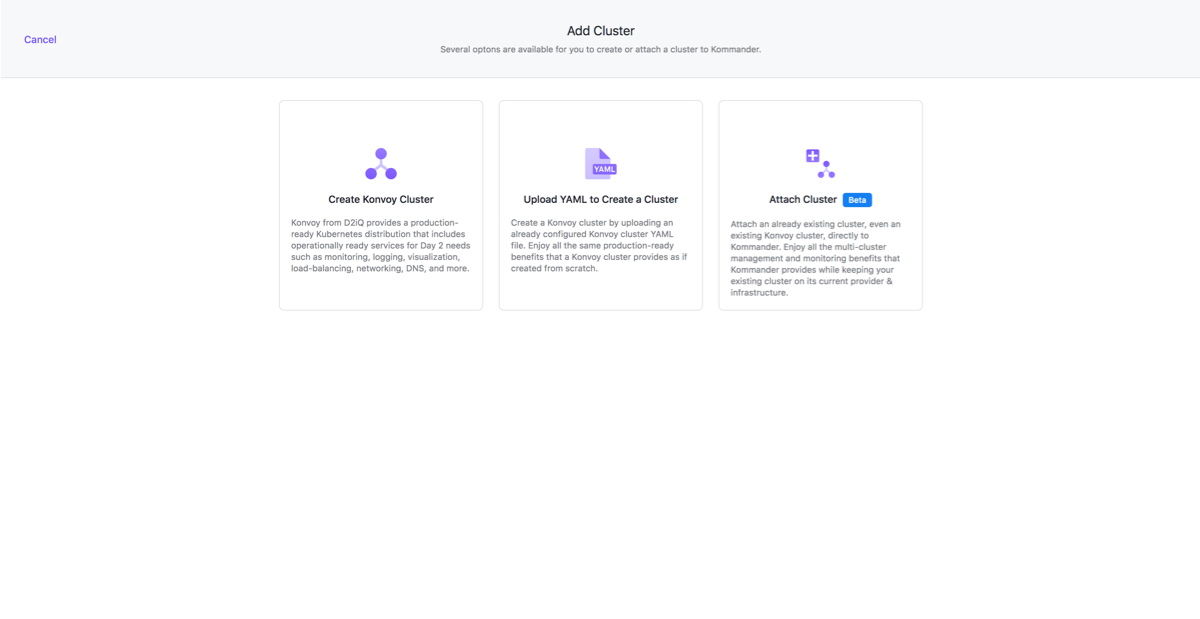 Cancel
Add Cluster
Several optons are available for you to create or attach a cluster to Kommander.
YAML
Create Konvoy Cluster
Konvoy from D2iQ provides a production-
ready Kubernetes distribution that includes
operationally ready services for Day 2 needs
such as monitoring, logging, visualization,
load-balancing, networking, DNS, and more.
Upload YAML to Create a Cluster
Create a Konvoy cluster by uploading an
already configured Konvoy cluster YAML
file. Enjoy all the same production-ready
benefits that a Konvoy cluster provides as if
created from scratch.
Attach Cluster Beta
Attach an already existing cluster, even an
existing Konvoy cluster, directly to
Kommander. Enjoy all the multi-cluster
management and monitoring benefits that
Kommander provides while keeping your
existing cluster on its current provider &
infrastructure.